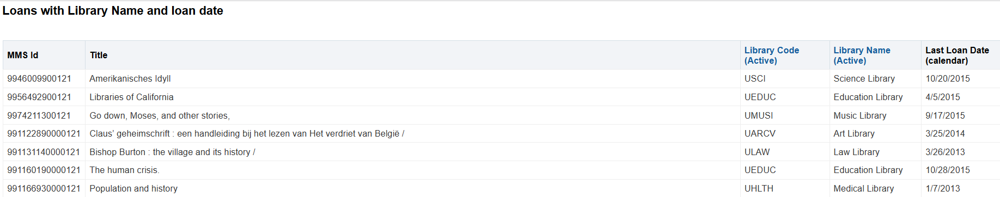 Loans with Library Name and loan date
MMS Id Title Library Code (Active) Library Name (Active) Last Loan Date (calendar)
9946009900121 Amerikanisches Idyll USCI Science Library 10/20/2015
9956492900121 Libraries of California UEDUC Education Library 4/5/2015
9974211300121 Go down, Moses, and other stories, UMUSI Music Library 9/17/2015
991122890000121 Claus’ geheimschrift : een handleiding bij het lezen van Het verdriet van België / UARCV Art Library 3/25/2014
991131140000121 Bishop Burton : the village and its history / ULAW Law Library 3/26/2013
991160190000121 The human crisis. UEDUC Education Library 10/28/2015
991166930000121 Population and history UHLTH Medical Library 1/7/2013